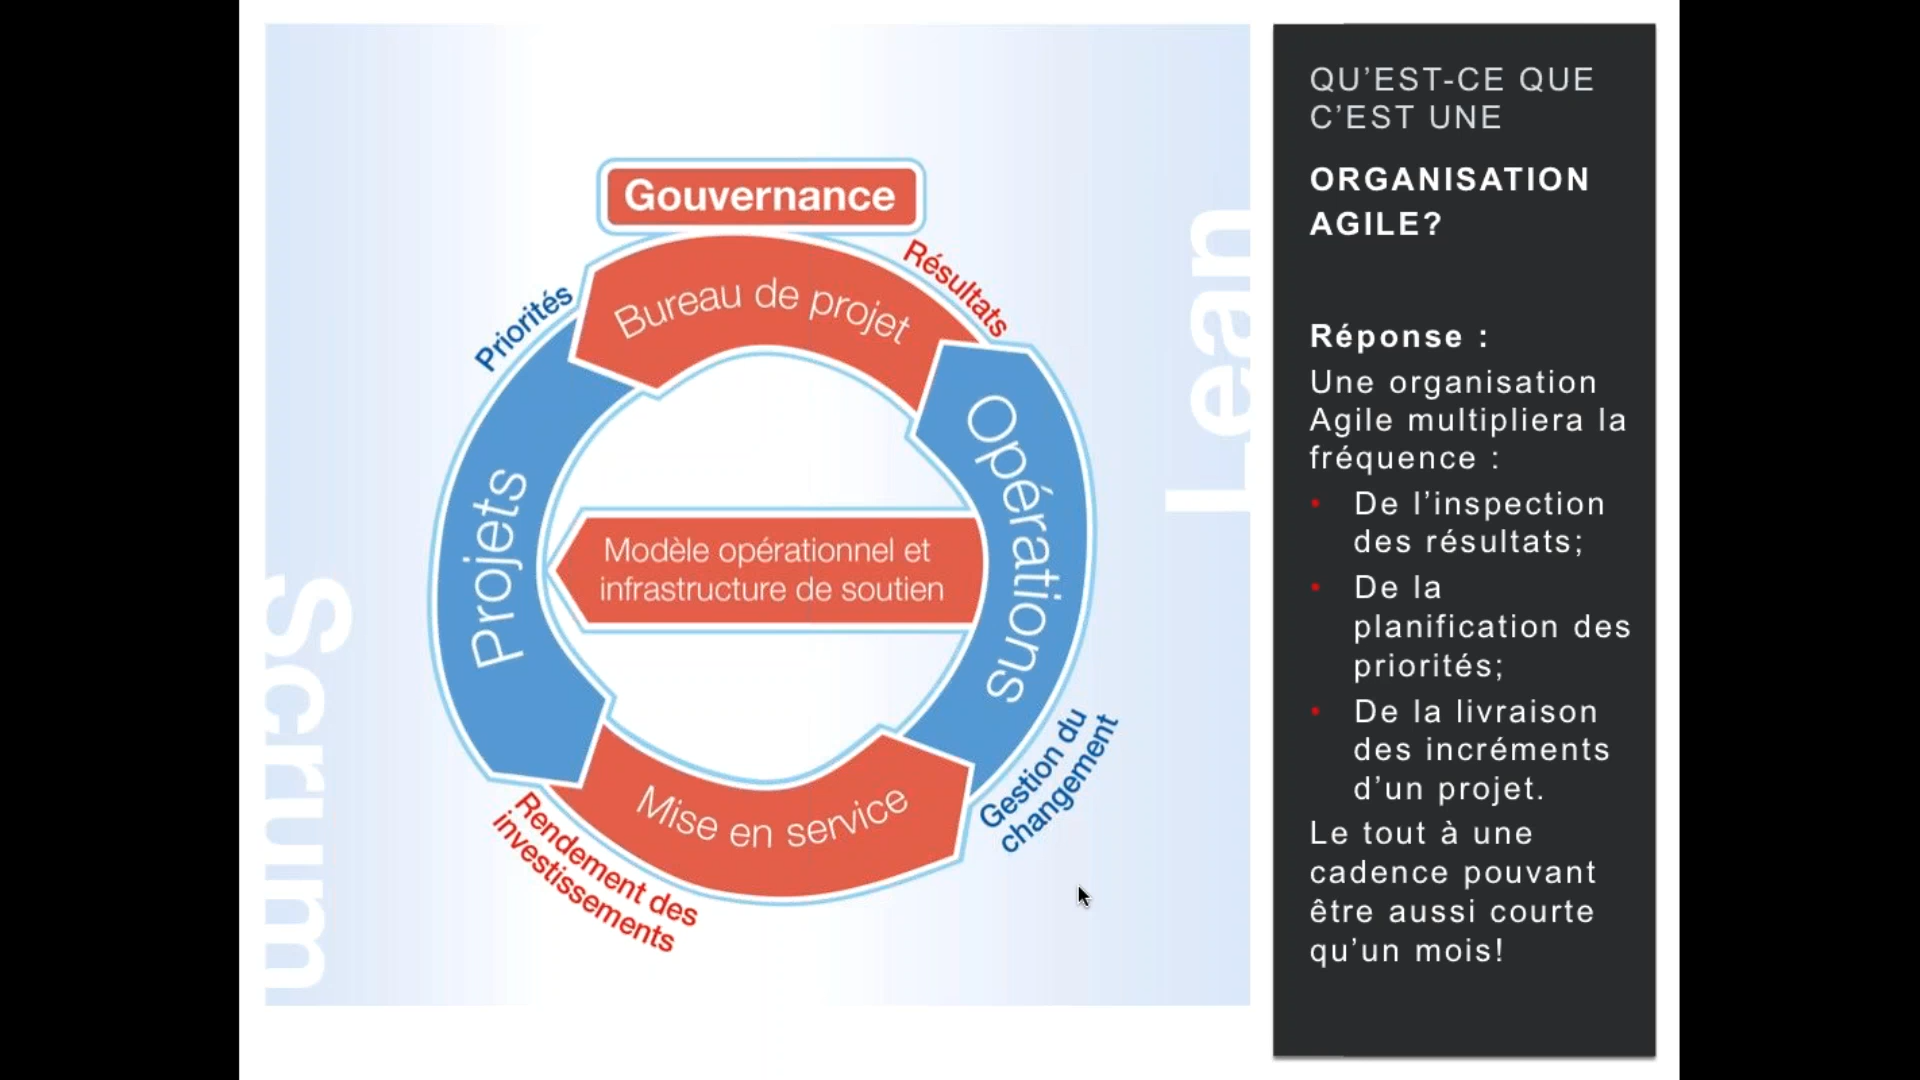 Gouvernance
Bureau de projet
Résultats
Priorités
Opérations
Projets
Modèle opérationnel et
infrastructure de soutien
Mise en service
Gestion du
changement
Rendement des
investissements
Lean
Scrum
QU’EST-CE QUE
C’EST UNE
ORGANISATION
AGILE?
Réponse :
Une organisation
Agile multipliera la
fréquence :
• De l’inspection
des résultats;
• De la
planification des
priorités;
• De la livraison
des incréments
d’un projet.
Le tout à une
cadence pouvant
être aussi courte
qu’un mois!